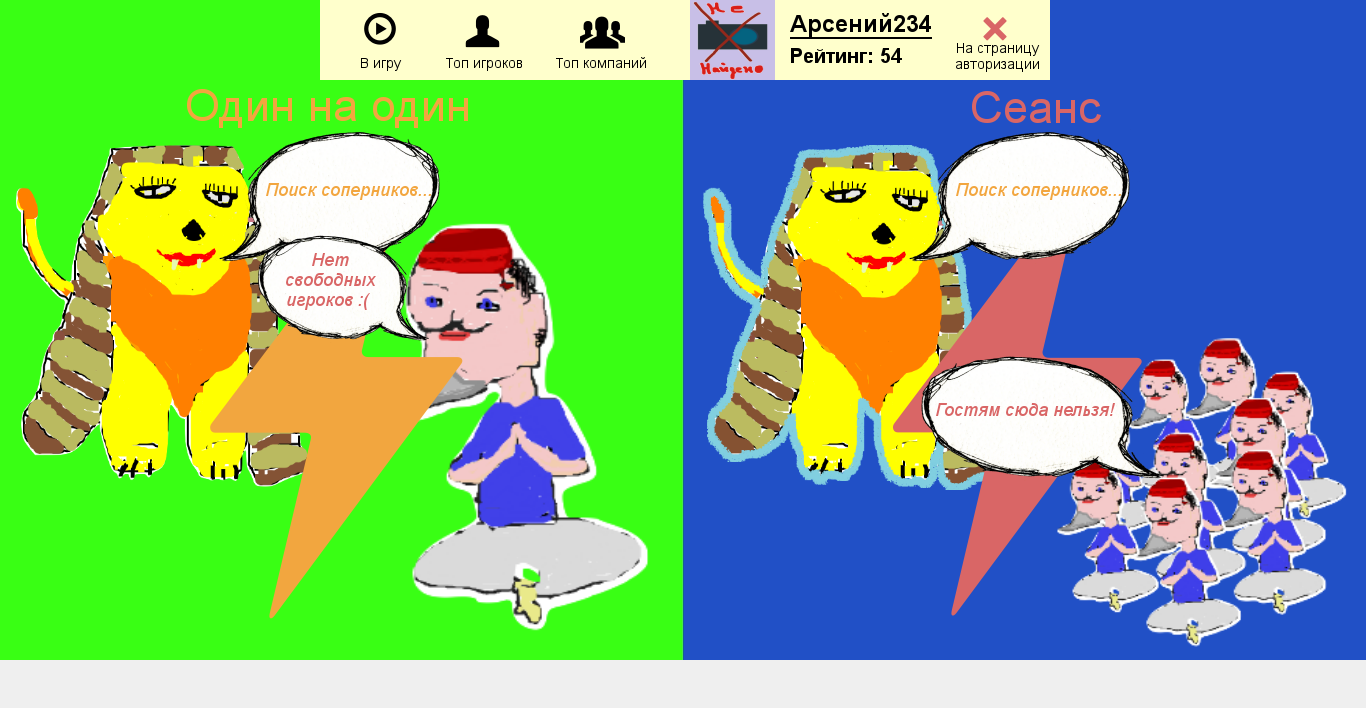 В игру
Топ игроков
Топ компаний
Не
Найдено
Арсений234
Рейтинг: 54
На страницу
авторизации
Один на один
Поиск соперников...
Нет
свободных
игроков :(
Сеанс
Поиск соперников...
Гостям сюда нельзя!